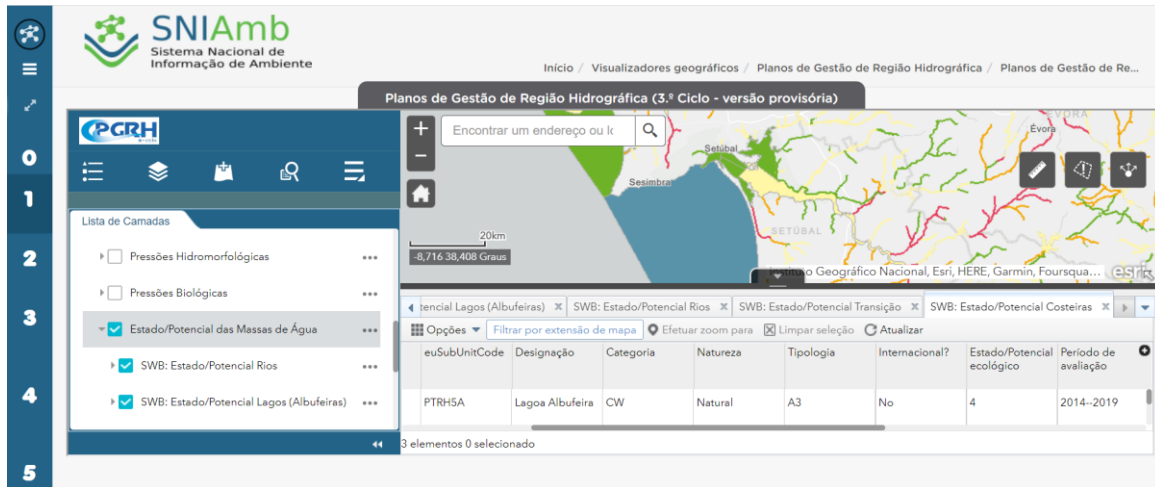 SNIAmb
Sistema Nacional de
Informação de Ambiente
Início / Visualizadores geográficos / Planos de Gestão de Região Hidrográfica / Planos de Gestão de Re...
Planos de Gestão de Região Hidrográfica (3.º Ciclo - versão provisória)
0
1
2
3
4
5
PGRH
Lista de Camadas
Pressões Hidromorfológicas
Pressões Biológicas
Estado/Potencial das Massas de Água
SWB: Estado/Potencial Rios
SWB: Estado/Potencial Lagos (Albufeiras)
+
Encontrar um endereço ou lc
−
ÉVORA
Évora
Setúbal
Sesimbra
SETÚBAL
20km
-8,716 38,408 Graus
Instituto Geográfico Nacional, Esri, HERE, Garmin, Foursqua...
esri
tencial Lagos (Albufeiras) X
SWB: Estado/Potencial Rios X
SWB: Estado/Potencial Transição X
SWB: Estado/Potencial Costeiras X
Opções Filtrar por extensão de mapa Efetuar zoom para Limpar seleção Atualizar
euSubUnitCode Designação Categoria Natureza Tipologia Internacional? Estado/Potencial ecológico Período de avaliação
PTRH5A Lagoa Albufeira CW Natural A3 No 4 2014--2019
3 elementos 0 selecionado